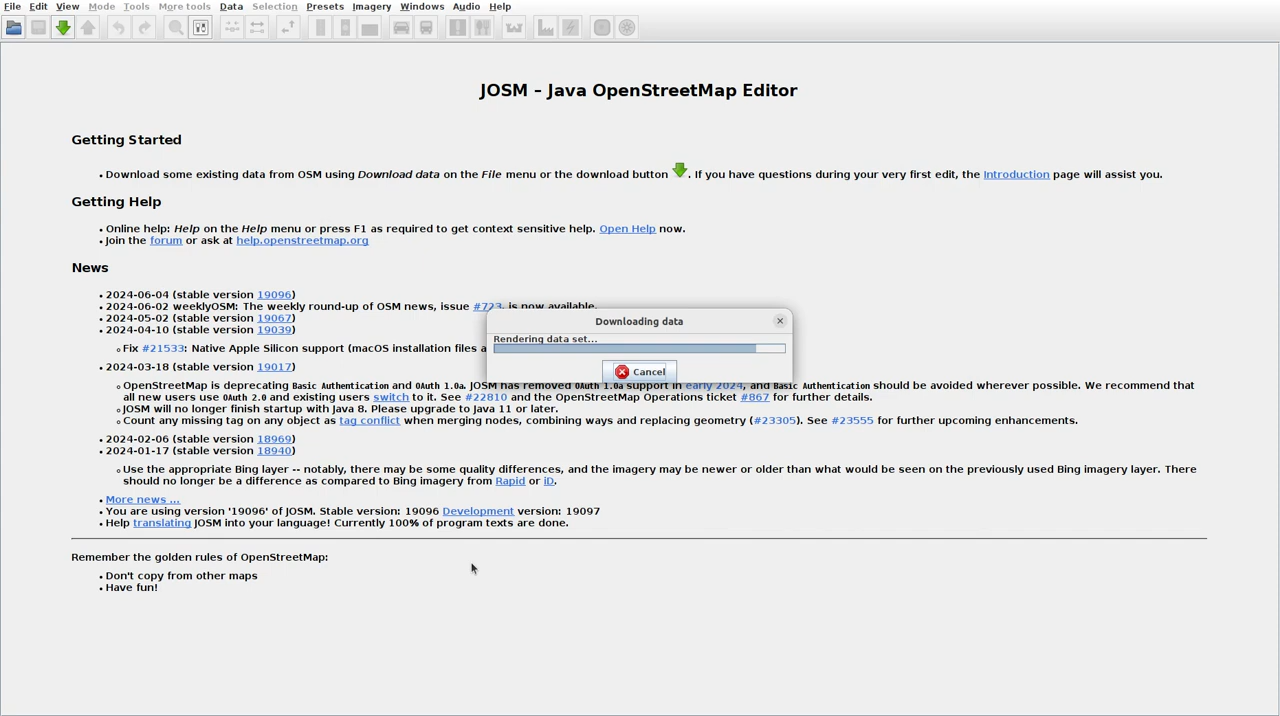 File Edit View Mode Tools More tools Data Selection Presets Imagery Windows Audio Help
JOSM – Java OpenStreetMap Editor
Getting Started
• Download some existing data from OSM using Download data on the File menu or the download button . If you have questions during your very first edit, the Introduction page will assist you.
Getting Help
• Online help: Help on the Help menu or press F1 as required to get context sensitive help. Open Help now.
• Join the forum or ask at help.openstreetmap.org
News
• 2024-06-04 (stable version 19096)
• 2024-06-02 weeklyOSM: The weekly round-up of OSM news, issue #723, is now available.
• 2024-05-02 (stable version 19067)
• 2024-04-10 (stable version 19039)
Downloading data
Rendering data set...
Cancel
◦ Fix #21533: Native Apple Silicon support (macOS installation files a
• 2024-03-18 (stable version 19017)
◦ OpenStreetMap is deprecating Basic Authentication and OAuth 1.0a. JOSM has removed OAuth 1.0a support in early 2024, and Basic Authentication should be avoided wherever possible. We recommend that
all new users use OAuth 2.0 and existing users switch to it. See #22810 and the OpenStreetMap Operations ticket #867 for further details.
◦ JOSM will no longer finish startup with Java 8. Please upgrade to Java 11 or later.
◦ Count any missing tag on any object as tag conflict when merging nodes, combining ways and replacing geometry (#23305). See #23555 for further upcoming enhancements.
• 2024-02-06 (stable version 18969)
• 2024-01-17 (stable version 18940)
◦ Use the appropriate Bing layer -- notably, there may be some quality differences, and the imagery may be newer or older than what would be seen on the previously used Bing imagery layer. There
should no longer be a difference as compared to Bing imagery from Rapid or iD.
• More news ...
• You are using version '19096' of JOSM. Stable version: 19096 Development version: 19097
• Help translating JOSM into your language! Currently 100% of program texts are done.
Remember the golden rules of OpenStreetMap:
• Don't copy from other maps
• Have fun!